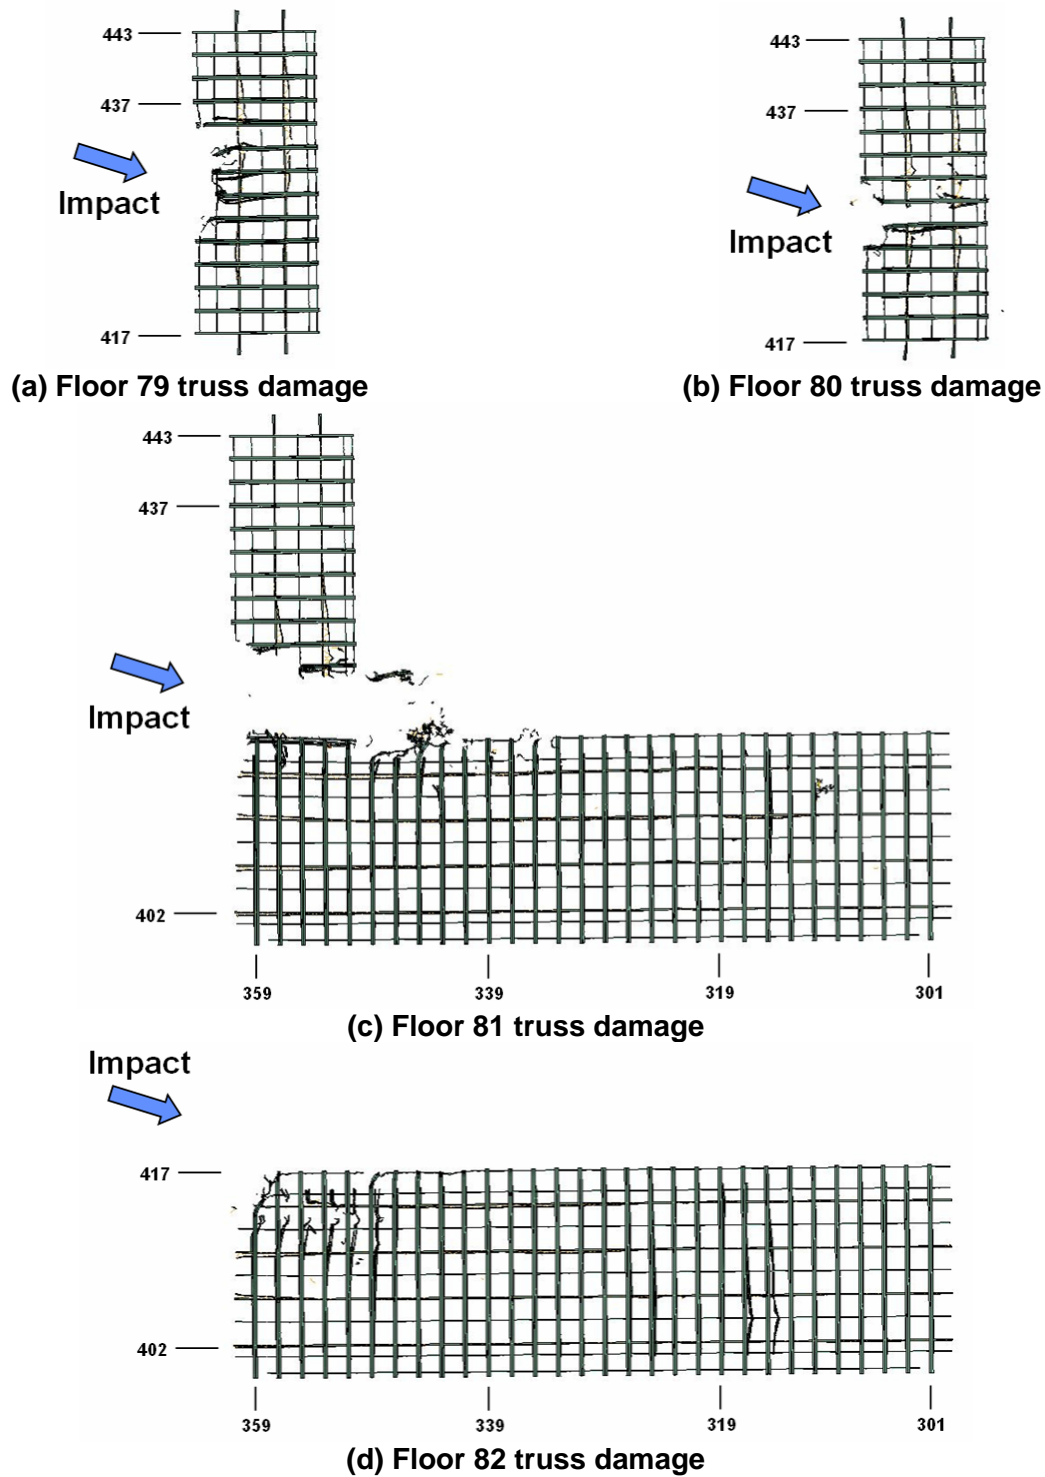 443
437
Impact
417
(a) Floor 79 truss damage
443
437
Impact
417
(b) Floor 80 truss damage
443
437
Impact
402
359 339 319 301
(c) Floor 81 truss damage
Impact
417
402
359 339 319 301
(d) Floor 82 truss damage